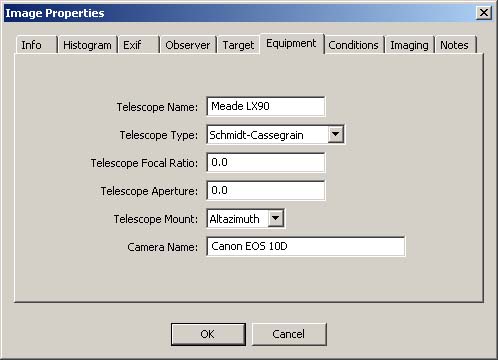 Image Properties
Info Histogram Exif Observer Target Equipment Conditions Imaging Notes
Telescope Name: Meade LX90
Telescope Type: Schmidt-Cassegrain
Telescope Focal Ratio: 0.0
Telescope Aperture: 0.0
Telescope Mount: Altazimuth
Camera Name: Canon EOS 10D
OK Cancel